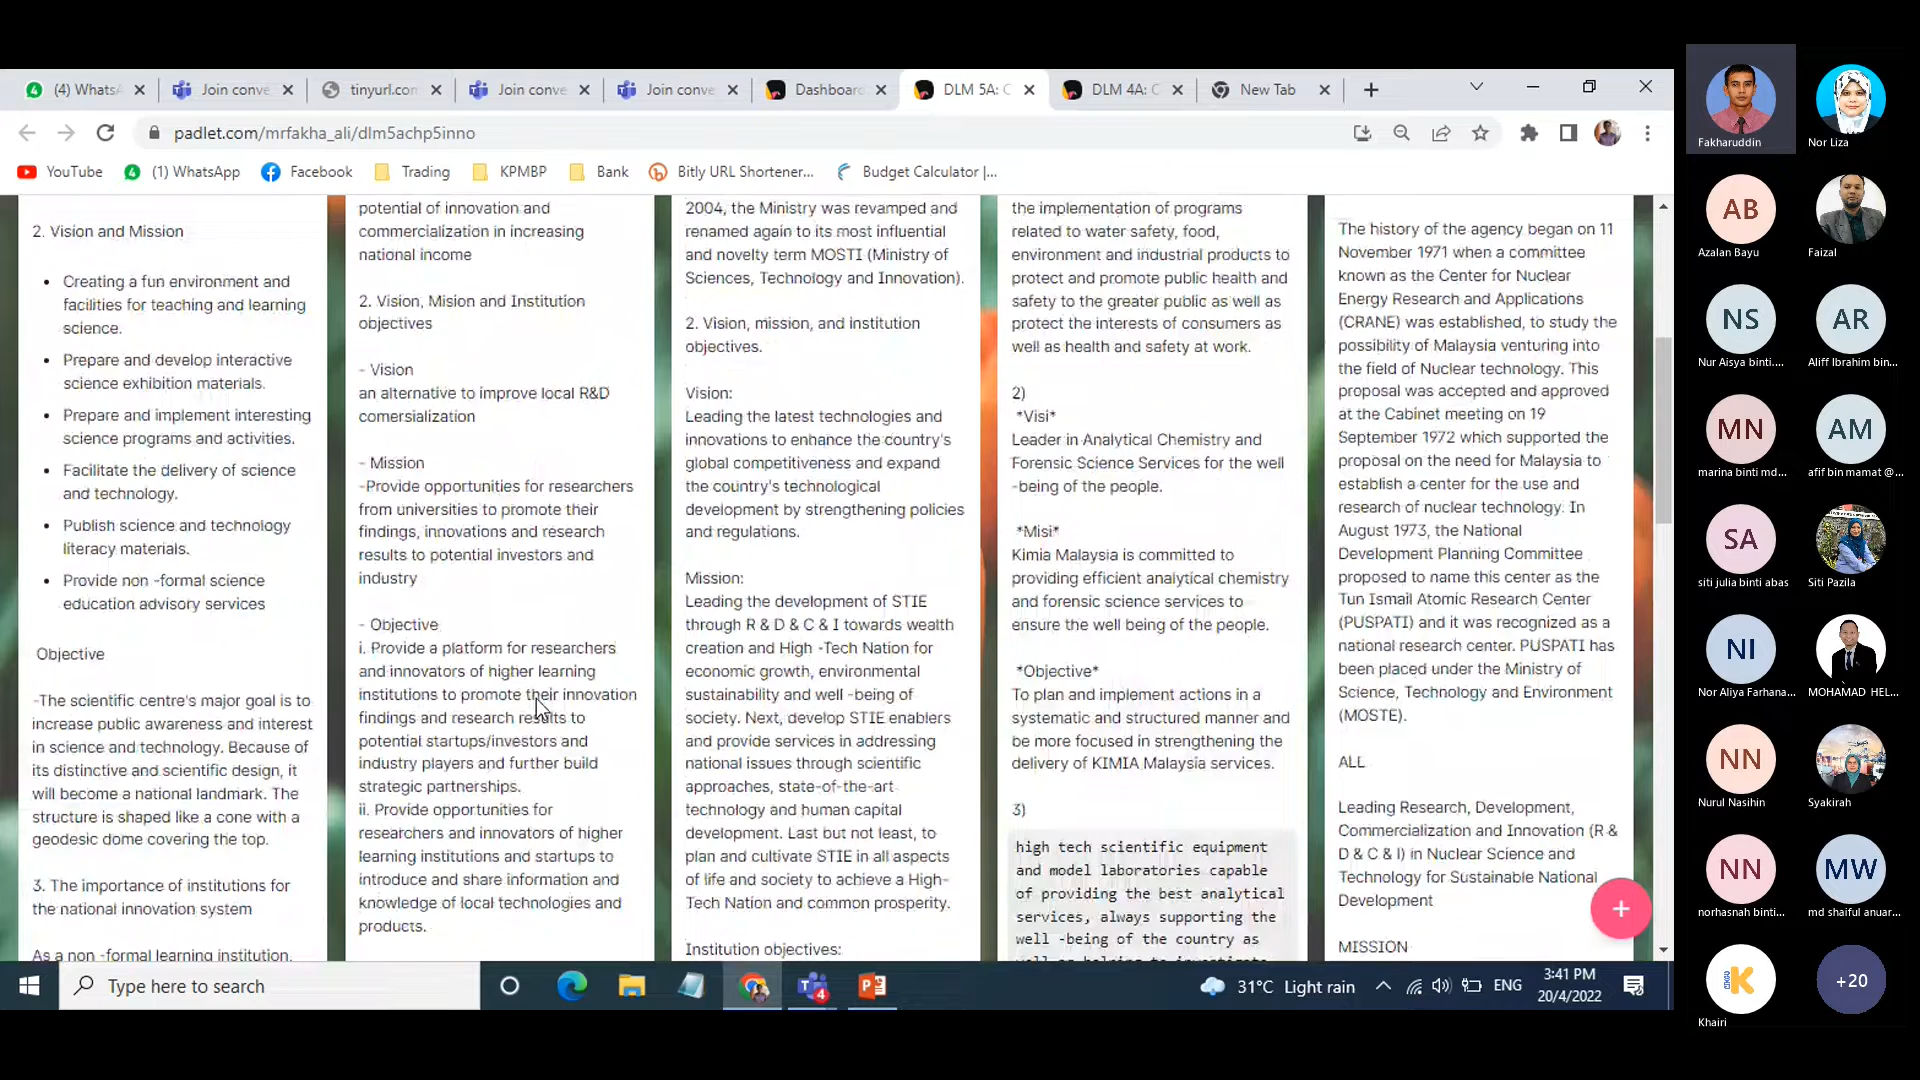 (4) WhatsA
Join conve
tinyurl.con
Join conve
Join conve
Dashboard
DLM 5A: C
DLM 4A: C
New Tab
padlet.com/mrfakha_ali/dlm5achp5inno
YouTube
(1) WhatsApp
Facebook
Trading
KPMBP
Bank
Bitly URL Shortener...
Budget Calculator |...
2. Vision and Mission
Creating a fun environment and
facilities for teaching and learning
science.
Prepare and develop interactive
science exhibition materials.
Prepare and implement interesting
science programs and activities.
Facilitate the delivery of science
and technology.
Publish science and technology
literacy materials.
Provide non -formal science
education advisory services
Objective
-The scientific centre's major goal is to
increase public awareness and interest
in science and technology. Because of
its distinctive and scientific design, it
will become a national landmark. The
structure is shaped like a cone with a
geodesic dome covering the top.
3. The importance of institutions for
the national innovation system
As a non -formal learning institution,
potential of innovation and
commercialization in increasing
national income
2. Vision, Mision and Institution
objectives
- Vision
an alternative to improve local R&D
comersialization
- Mission
-Provide opportunities for researchers
from universities to promote their
findings, innovations and research
results to potential investors and
industry
- Objective
i. Provide a platform for researchers
and innovators of higher learning
institutions to promote their innovation
findings and research results to
potential startups/investors and
industry players and further build
strategic partnerships.
ii. Provide opportunities for
researchers and innovators of higher
learning institutions and startups to
introduce and share information and
knowledge of local technologies and
products.
2004, the Ministry was revamped and
renamed again to its most influential
and novelty term MOSTI (Ministry of
Sciences, Technology and Innovation).
2. Vision, mission, and institution
objectives.
Vision:
Leading the latest technologies and
innovations to enhance the country's
global competitiveness and expand
the country's technological
development by strengthening policies
and regulations.
Mission:
Leading the development of STIE
through R & D & C & I towards wealth
creation and High -Tech Nation for
economic growth, environmental
sustainability and well -being of
society. Next, develop STIE enablers
and provide services in addressing
national issues through scientific
approaches, state-of-the-art
technology and human capital
development. Last but not least, to
plan and cultivate STIE in all aspects
of life and society to achieve a High-
Tech Nation and common prosperity.
Institution objectives:
the implementation of programs
related to water safety, food,
environment and industrial products to
protect and promote public health and
safety to the greater public as well as
protect the interests of consumers as
well as health and safety at work.
2)
*Visi*
Leader in Analytical Chemistry and
Forensic Science Services for the well
-being of the people.
*Misi*
Kimia Malaysia is committed to
providing efficient analytical chemistry
and forensic science services to
ensure the well being of the people.
*Objective*
To plan and implement actions in a
systematic and structured manner and
be more focused in strengthening the
delivery of KIMIA Malaysia services.
3)
high tech scientific equipment
and model laboratories capable
of providing the best analytical
services, always supporting the
well -being of the country as
well as helping to investigate
The history of the agency began on 11
November 1971 when a committee
known as the Center for Nuclear
Energy Research and Applications
(CRANE) was established, to study the
possibility of Malaysia venturing into
the field of Nuclear technology. This
proposal was accepted and approved
at the Cabinet meeting on 19
September 1972 which supported the
proposal on the need for Malaysia to
establish a center for the use and
research of nuclear technology. In
August 1973, the National
Development Planning Committee
proposed to name this center as the
Tun Ismail Atomic Research Center
(PUSPATI) and it was recognized as a
national research center. PUSPATI has
been placed under the Ministry of
Science, Technology and Environment
(MOSTE).
ALL
Leading Research, Development,
Commercialization and Innovation (R &
D & C & I) in Nuclear Science and
Technology for Sustainable National
Development
MISSION
Type here to search
31°C Light rain
ENG
3:41 PM
20/4/2022
Fakharuddin
Nor Liza
AB
Azalan Bayu
Faizal
NS
Nur Aisya binti....
AR
Aliff Ibrahim bin...
MN
marina binti md...
AM
afif bin mamat @...
SA
siti julia binti abas
Siti Pazila
NI
Nor Aliya Farhana...
MOHAMAD HEL...
NN
Nurul Nasihin
Syakirah
NN
norhasnah binti...
MW
md shaiful anuar...
Khairi
+20